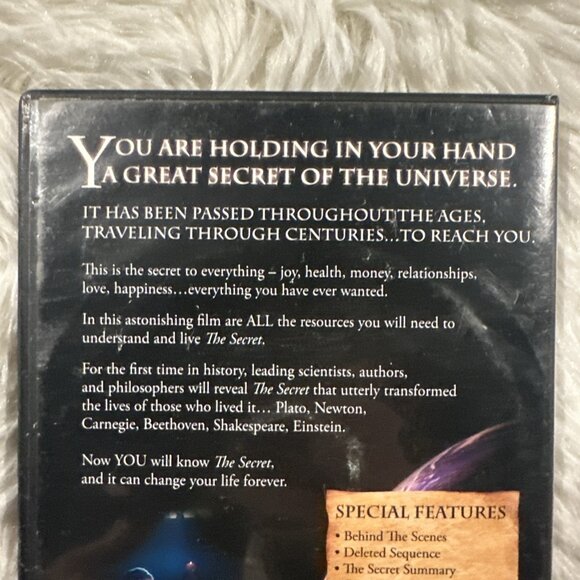 YOU ARE HOLDING IN YOUR HAND
A GREAT SECRET OF THE UNIVERSE.
IT HAS BEEN PASSED THROUGHOUT THE AGES,
TRAVELING THROUGH CENTURIES...TO REACH YOU.
This is the secret to everything – joy, health, money, relationships,
love, happiness...everything you have ever wanted.
In this astonishing film are ALL the resources you will need to
understand and live The Secret.
For the first time in history, leading scientists, authors,
and philosophers will reveal The Secret that utterly transformed
the lives of those who lived it... Plato, Newton,
Carnegie, Beethoven, Shakespeare, Einstein.
Now YOU will know The Secret,
and it can change your life forever.
SPECIAL FEATURES
• Behind The Scenes
• Deleted Sequence
• The Secret Summary